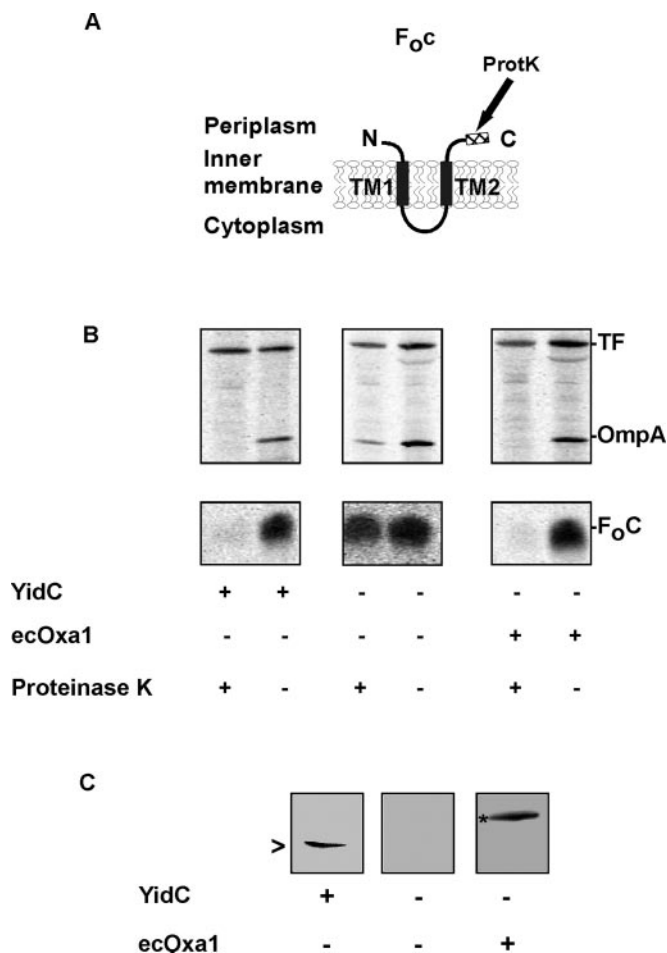 A
FoC
ProtK
Periplasm
N
C
Inner
membrane
TM1
TM2
Cytoplasm
B
-TF
-OmpA
-FoC
YidC + + - - - -
ecOxa1 - - - - + +
Proteinase K + - + - + -
C
>
*
YidC + - -
ecOxa1 - - +